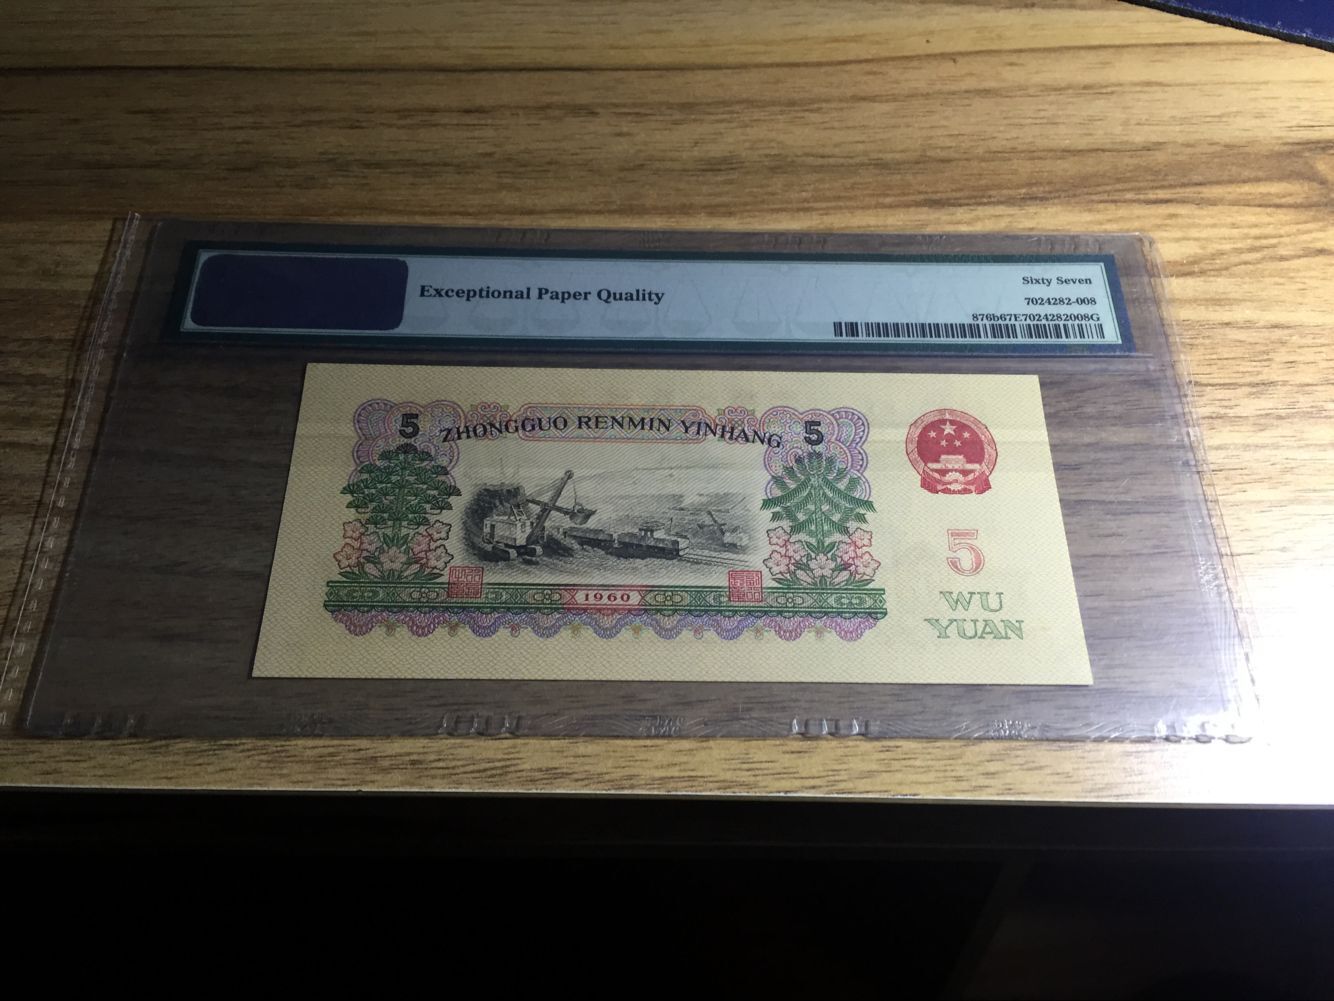 Exceptional Paper Quality
Sixty Seven
7024282-008
876b67E7024282008G
5 ZHONGGUO RENMIN YINHANG 5
5
1960
WU
YUAN